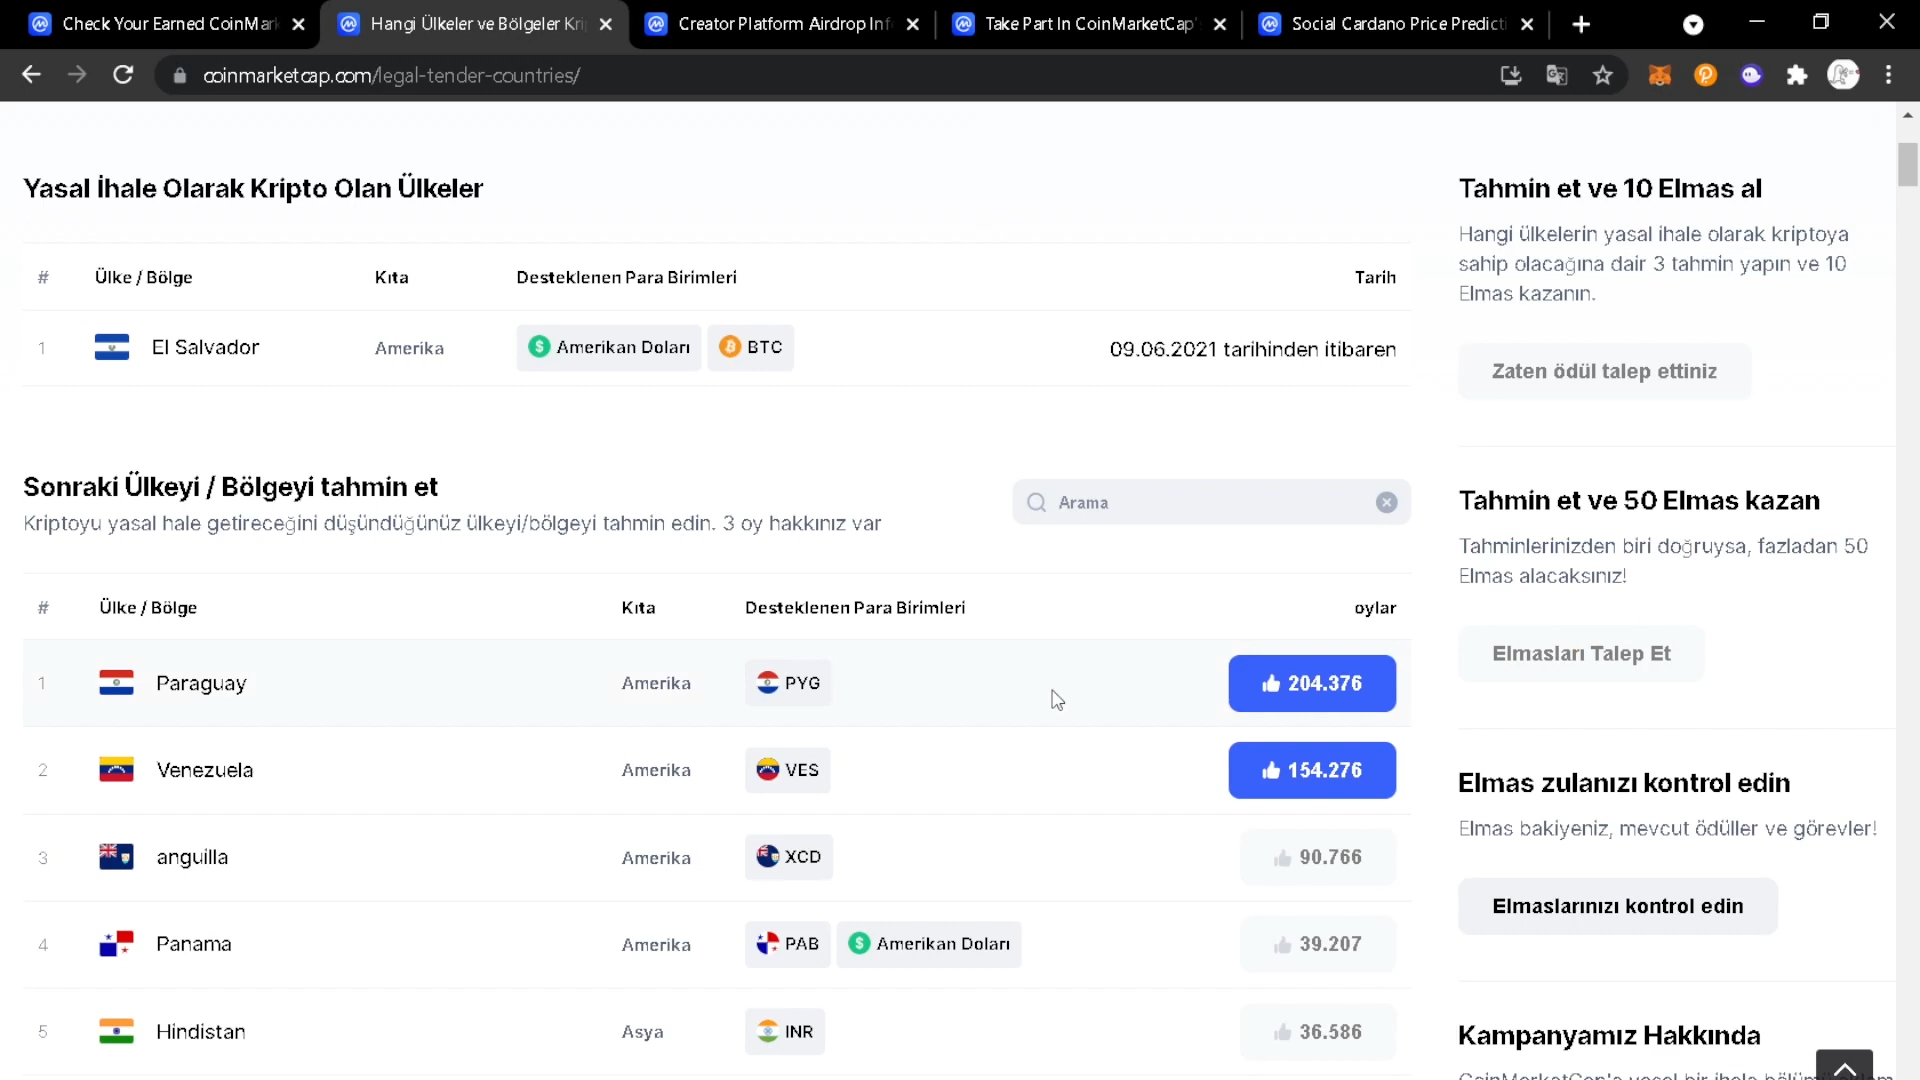 Check Your Earned CoinMark
Hangi Ülkeler ve Bölgeler Kri
Creator Platform Airdrop Inf
Take Part In CoinMarketCap'
Social Cardano Price Predicti
coinmarketcap.com/legal-tender-countries/
Yasal İhale Olarak Kripto Olan Ülkeler
# Ülke / Bölge Kıta Desteklenen Para Birimleri Tarih
1 El Salvador Amerika Amerikan Doları BTC 09.06.2021 tarihinden itibaren
Sonraki Ülkeyi / Bölgeyi tahmin et
Kriptoyu yasal hale getireceğini düşündüğünüz ülkeyi/bölgeyi tahmin edin. 3 oy hakkınız var
Arama
# Ülke / Bölge Kıta Desteklenen Para Birimleri oylar
1 Paraguay Amerika PYG 204.376
2 Venezuela Amerika VES 154.276
3 anguilla Amerika XCD 90.766
4 Panama Amerika PAB Amerikan Doları 39.207
5 Hindistan Asya INR 36.586
Tahmin et ve 10 Elmas al
Hangi ülkelerin yasal ihale olarak kriptoya
sahip olacağına dair 3 tahmin yapın ve 10
Elmas kazanın.
Zaten ödül talep ettiniz
Tahmin et ve 50 Elmas kazan
Tahminlerinizden biri doğruysa, fazladan 50
Elmas alacaksınız!
Elmasları Talep Et
Elmas zulanızı kontrol edin
Elmas bakiyeniz, mevcut ödüller ve görevler!
Elmaslarınızı kontrol edin
Kampanyamız Hakkında